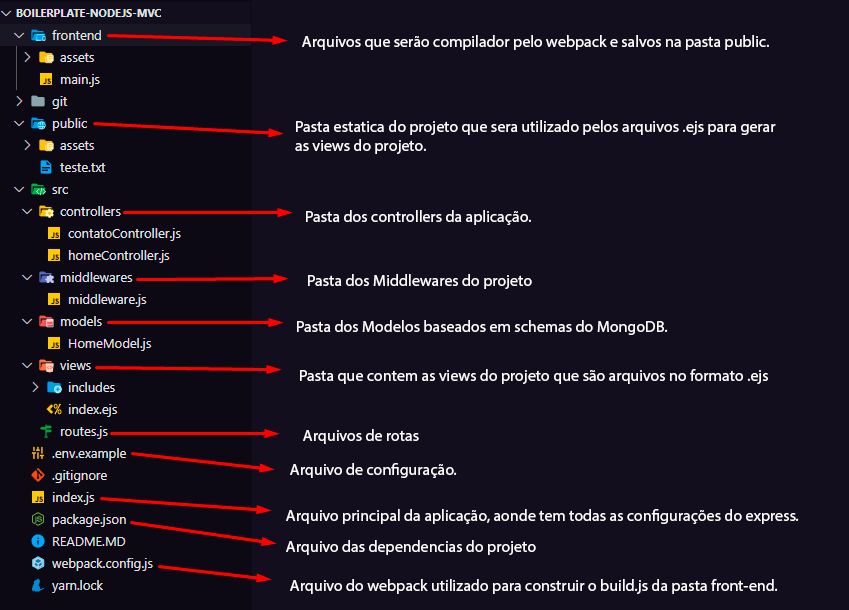 BOILERPLATE-NODEJS-MVC
frontend
Arquivos que serão compilador pelo webpack e salvos na pasta public.
assets
JS main.js
git
public
Pasta estatica do projeto que sera utilizado pelos arquivos .ejs para gerar
as views do projeto.
assets
teste.txt
src
controllers
Pasta dos controllers da aplicação.
JS contatoController.js
JS homeController.js
middlewares
Pasta dos Middlewares do projeto
JS middleware.js
models
Pasta dos Modelos baseados em schemas do MongoDB.
JS HomeModel.js
views
Pasta que contem as views do projeto que são arquivos no formato .ejs
includes
<% index.ejs
routes.js
Arquivos de rotas
.env.example
Arquivo de configuração.
.gitignore
JS index.js
Arquivo principal da aplicação, aonde tem todas as configurações do express.
package.json
Arquivo das dependencias do projeto
README.MD
webpack.config.js
Arquivo do webpack utilizado para construir o build.js da pasta front-end.
yarn.lock